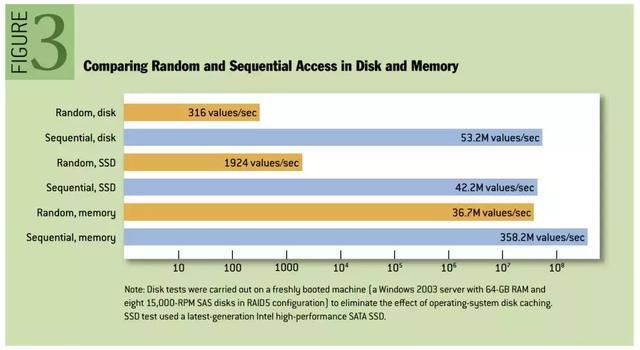 FIGURE 3
Comparing Random and Sequential Access in Disk and Memory
Random, disk 316 values/sec
Sequential, disk 53.2M values/sec
Random, SSD 1924 values/sec
Sequential, SSD 42.2M values/sec
Random, memory 36.7M values/sec
Sequential, memory 358.2M values/sec
10 100 1000 10⁴ 10⁵ 10⁶ 10⁷ 10⁸
Note: Disk tests were carried out on a freshly booted machine (a Windows 2003 server with 64-GB RAM and
eight 15,000-RPM SAS disks in RAID5 configuration) to eliminate the effect of operating-system disk caching.
SSD test used a latest-generation Intel high-performance SATA SSD.